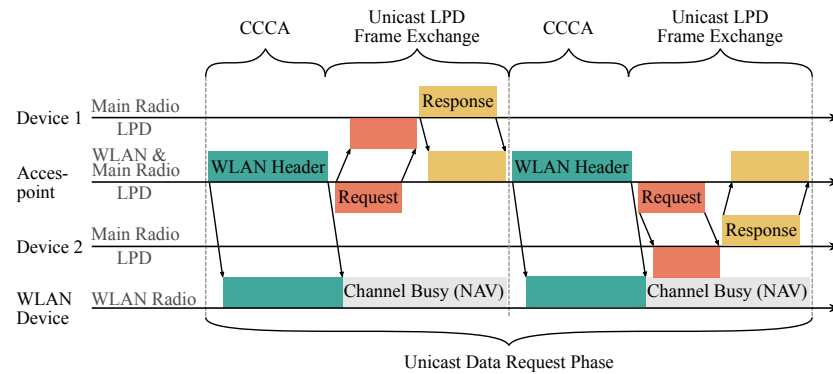 CCCA
Unicast LPD
Frame Exchange
CCCA
Unicast LPD
Frame Exchange
Device 1
Main Radio
LPD
Response
Acces-
point
WLAN &
Main Radio
LPD
WLAN Header
Request
WLAN Header
Request
Device 2
Main Radio
LPD
Response
WLAN
Device
WLAN Radio
Channel Busy (NAV)
Channel Busy (NAV)
Unicast Data Request Phase